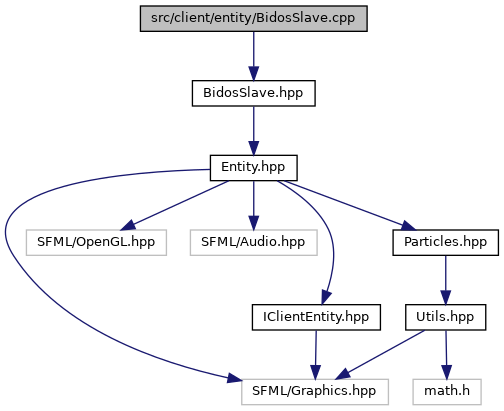 src/client/entity/BidosSlave.cpp
BidosSlave.hpp
Entity.hpp
SFML/OpenGL.hpp
SFML/Audio.hpp
Particles.hpp
IClientEntity.hpp
Utils.hpp
SFML/Graphics.hpp
math.h